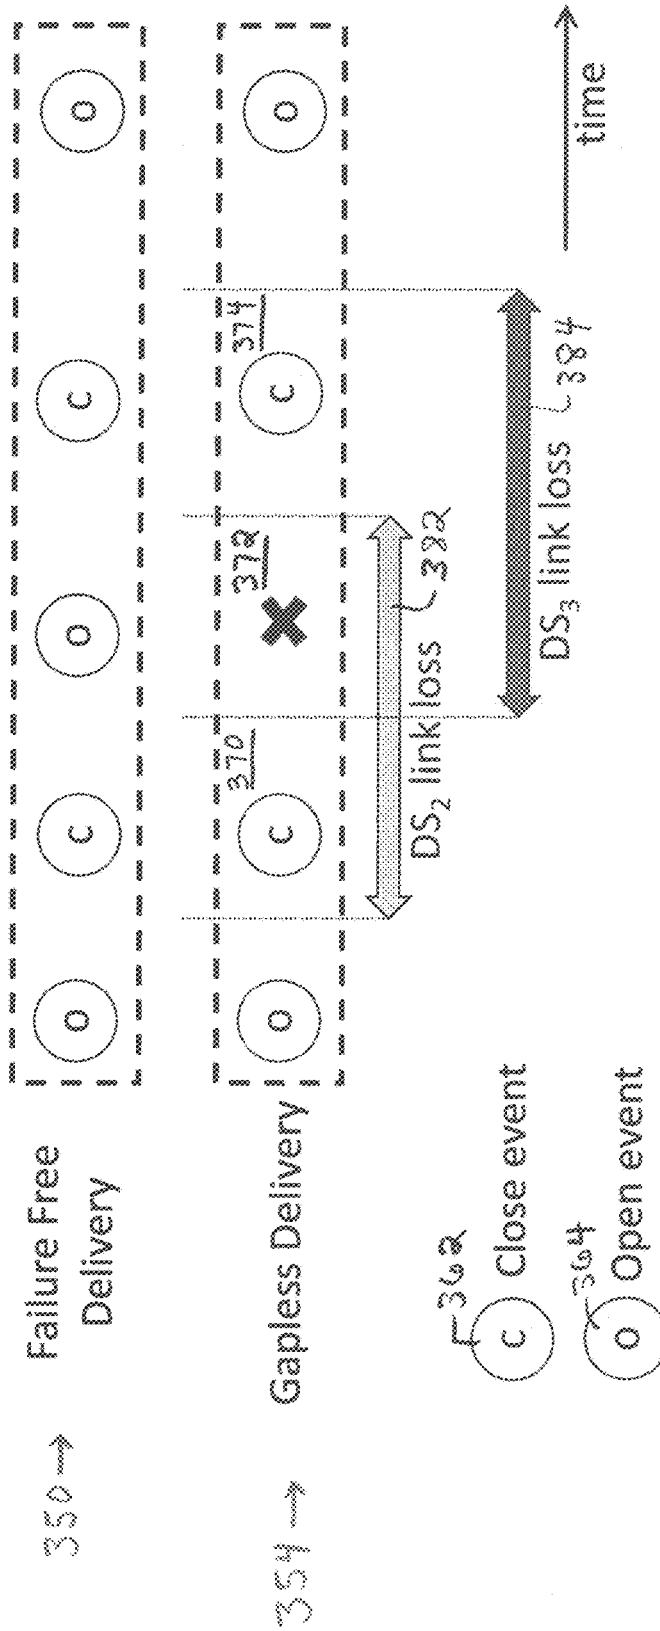 350 →
Failure Free
Delivery
O C O C O
354 →
Gapless Delivery
O C 370 ✖ 372 C 374 O
DS₂ link loss 382
DS₃ link loss 384
time
362
C Close event
364
O Open event